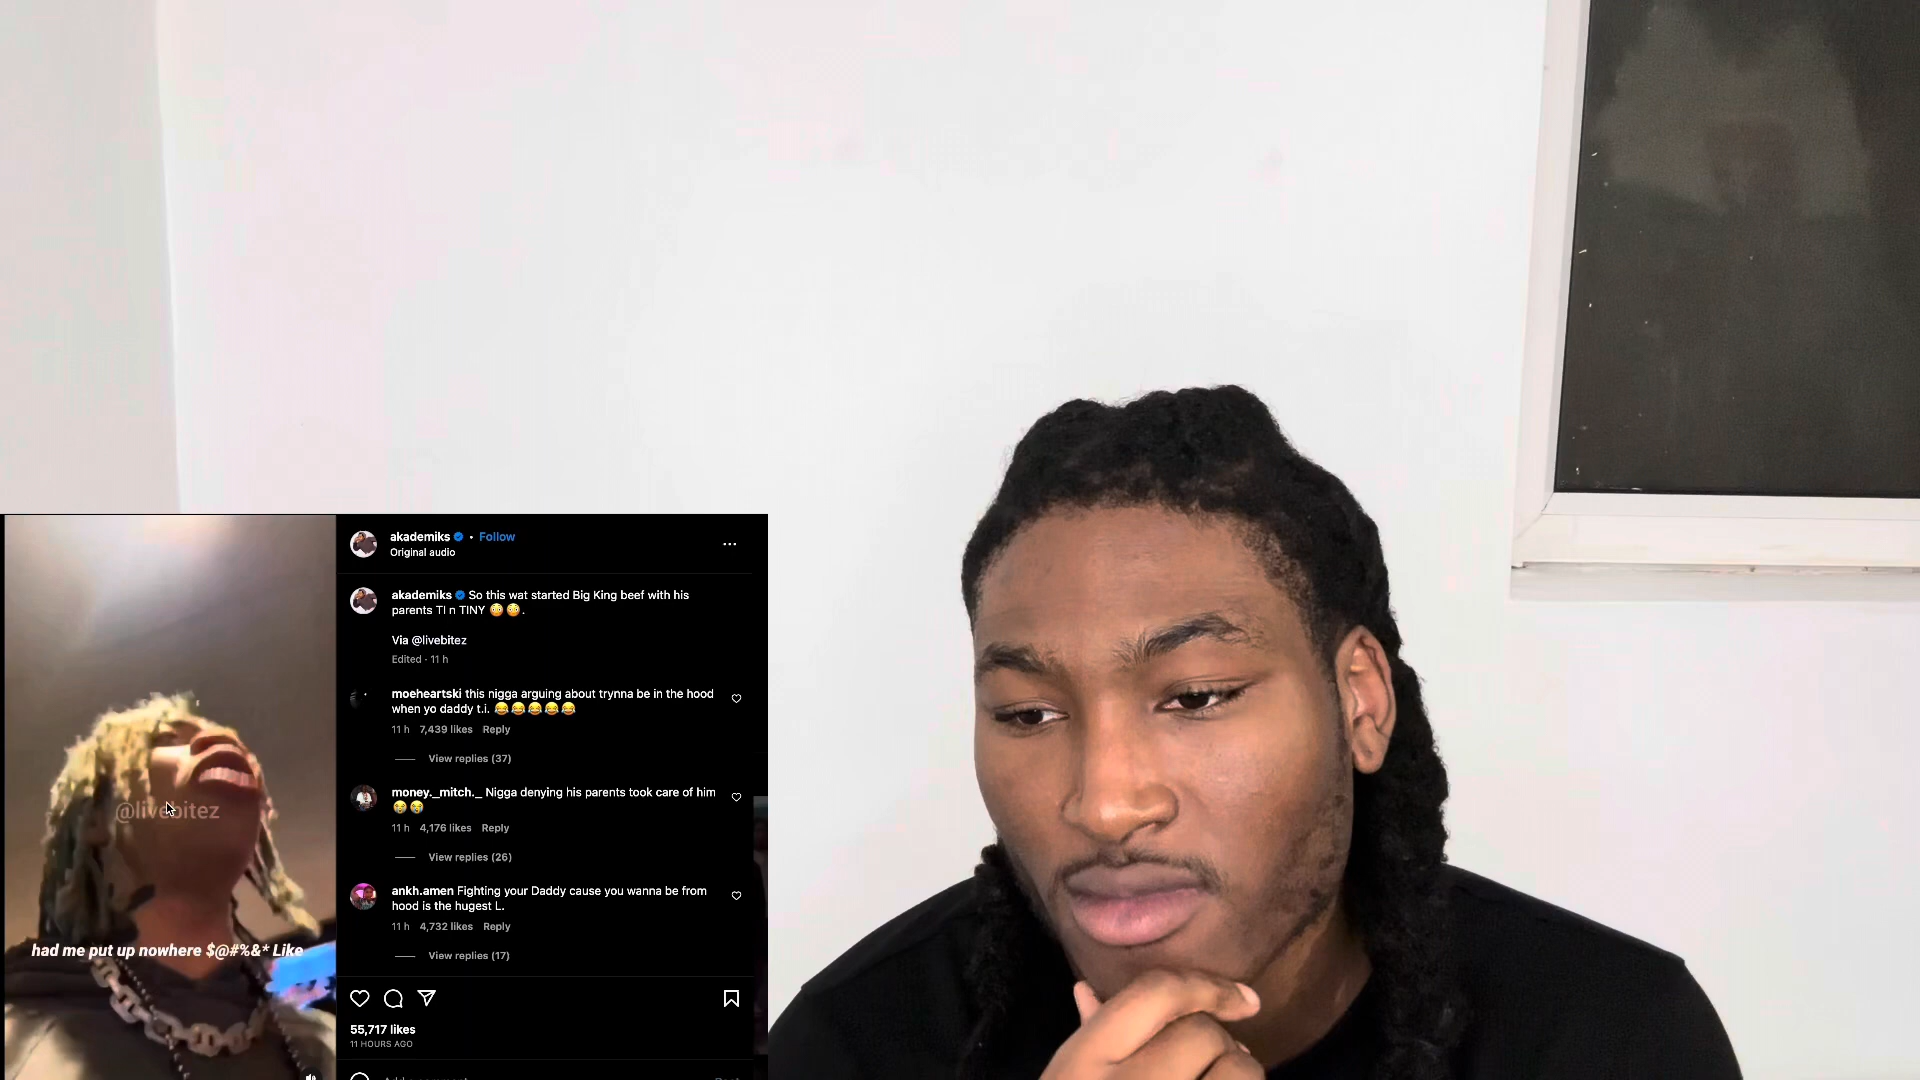 akademiks • Follow
Original audio
akademiks So this wat started Big King beef with his
parents TI n TINY 😳😳.
Via @livebitez
Edited · 11 h
moeheartski this nigga arguing about trynna be in the hood
when yo daddy t.i. 😂😂😂😂😂
11 h 7,439 likes Reply
View replies (37)
money._mitch._ Nigga denying his parents took care of him
😭😭
11 h 4,176 likes Reply
View replies (26)
ankh.amen Fighting your Daddy cause you wanna be from
hood is the hugest L.
11 h 4,732 likes Reply
View replies (17)
55,717 likes
11 HOURS AGO
@livebitez
had me put up nowhere $@#%&* Like